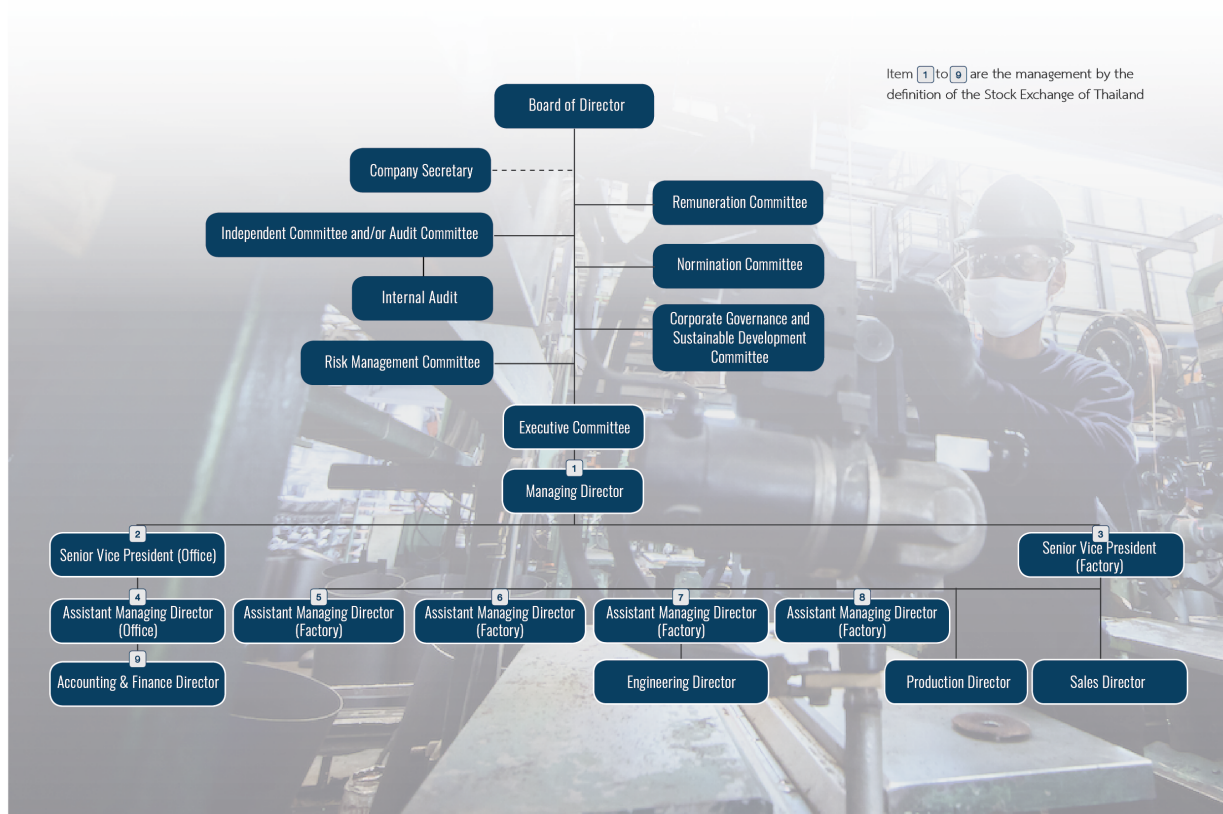 Item 1 to 9 are the management by the
definition of the Stock Exchange of Thailand
Board of Director
Company Secretary
Remuneration Committee
Independent Committee and/or Audit Committee
Normination Committee
Internal Audit
Corporate Governance and
Sustainable Development
Committee
Risk Management Committee
Executive Committee
1
Managing Director
2
Senior Vice President (Office)
3
Senior Vice President
(Factory)
4
Assistant Managing Director
(Office)
5
Assistant Managing Director
(Factory)
6
Assistant Managing Director
(Factory)
7
Assistant Managing Director
(Factory)
8
Assistant Managing Director
(Factory)
9
Accounting & Finance Director
Engineering Director
Production Director
Sales Director